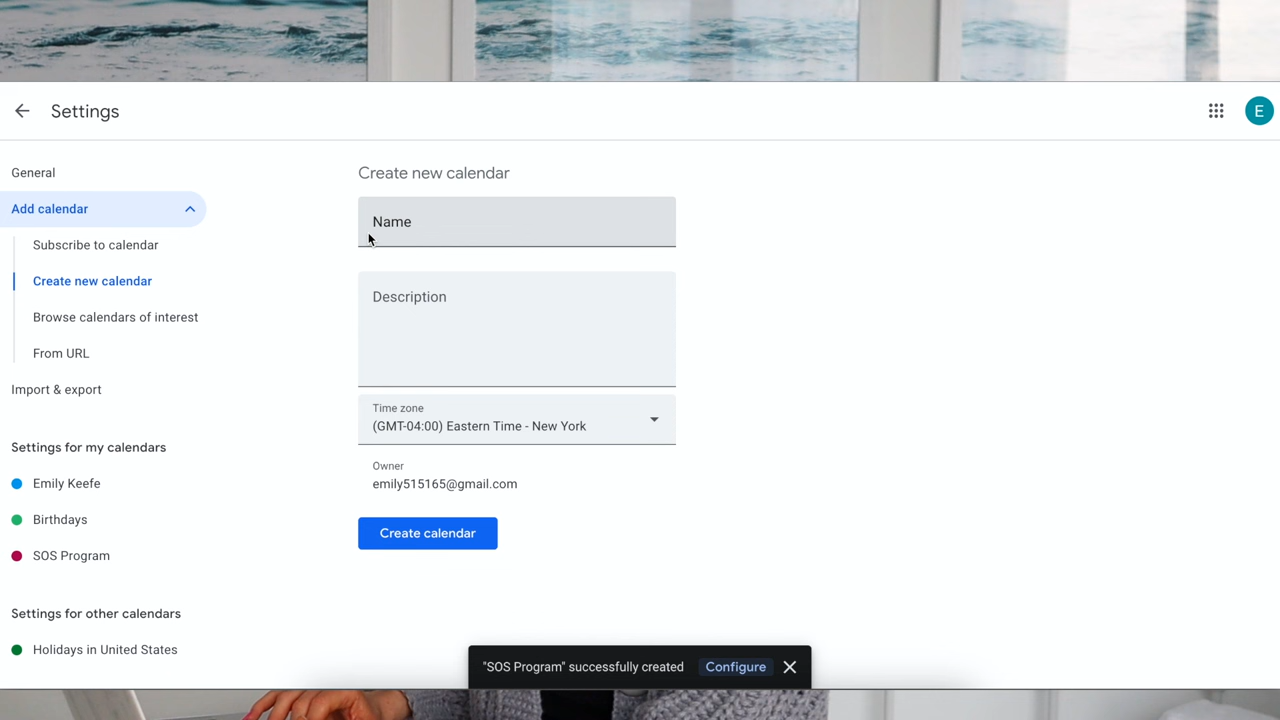 Settings
E
General
Add calendar
Subscribe to calendar
Create new calendar
Browse calendars of interest
From URL
Import & export
Settings for my calendars
Emily Keefe
Birthdays
SOS Program
Settings for other calendars
Holidays in United States
Create new calendar
Name
Description
Time zone
(GMT-04:00) Eastern Time - New York
Owner
emily515165@gmail.com
Create calendar
"SOS Program" successfully created Configure